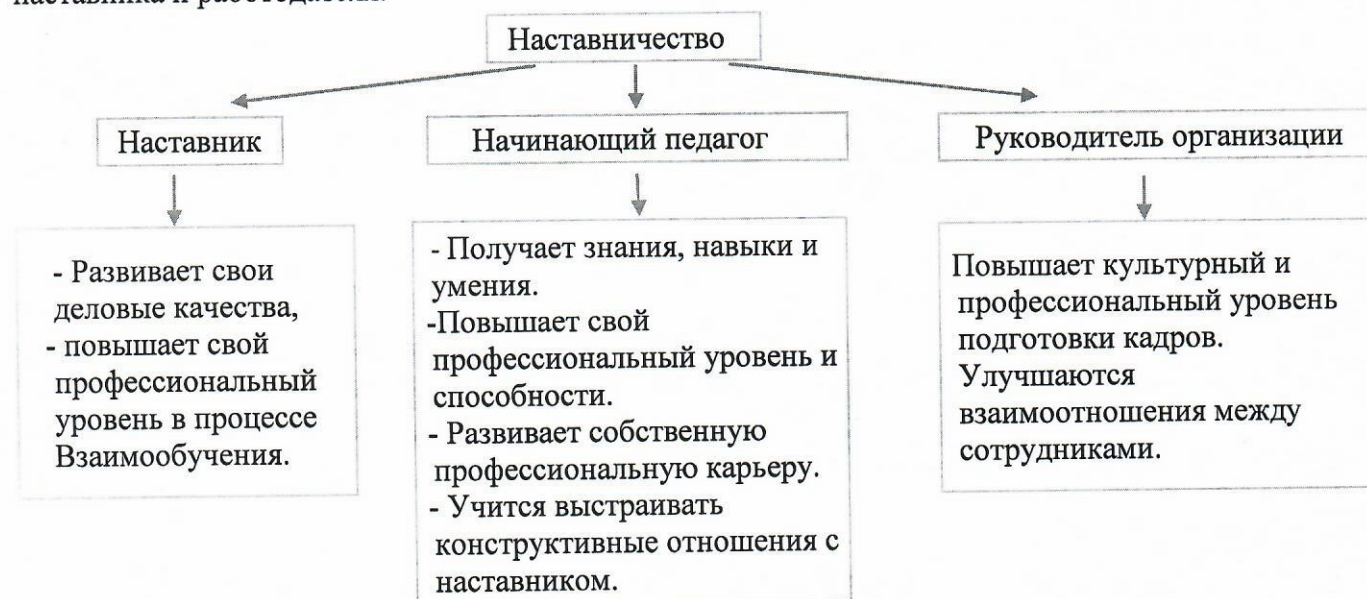 Наставничество
Наставник
Начинающий педагог
Руководитель организации
- Развивает свои
деловые качества,
- повышает свой
профессиональный
уровень в процессе
Взаимообучения.
- Получает знания, навыки и
умения.
-Повышает свой
профессиональный уровень и
способности.
- Развивает собственную
профессиональную карьеру.
- Учится выстраивать
конструктивные отношения с
наставником.
Повышает культурный и
профессиональный уровень
подготовки кадров.
Улучшаются
взаимоотношения между
сотрудниками.